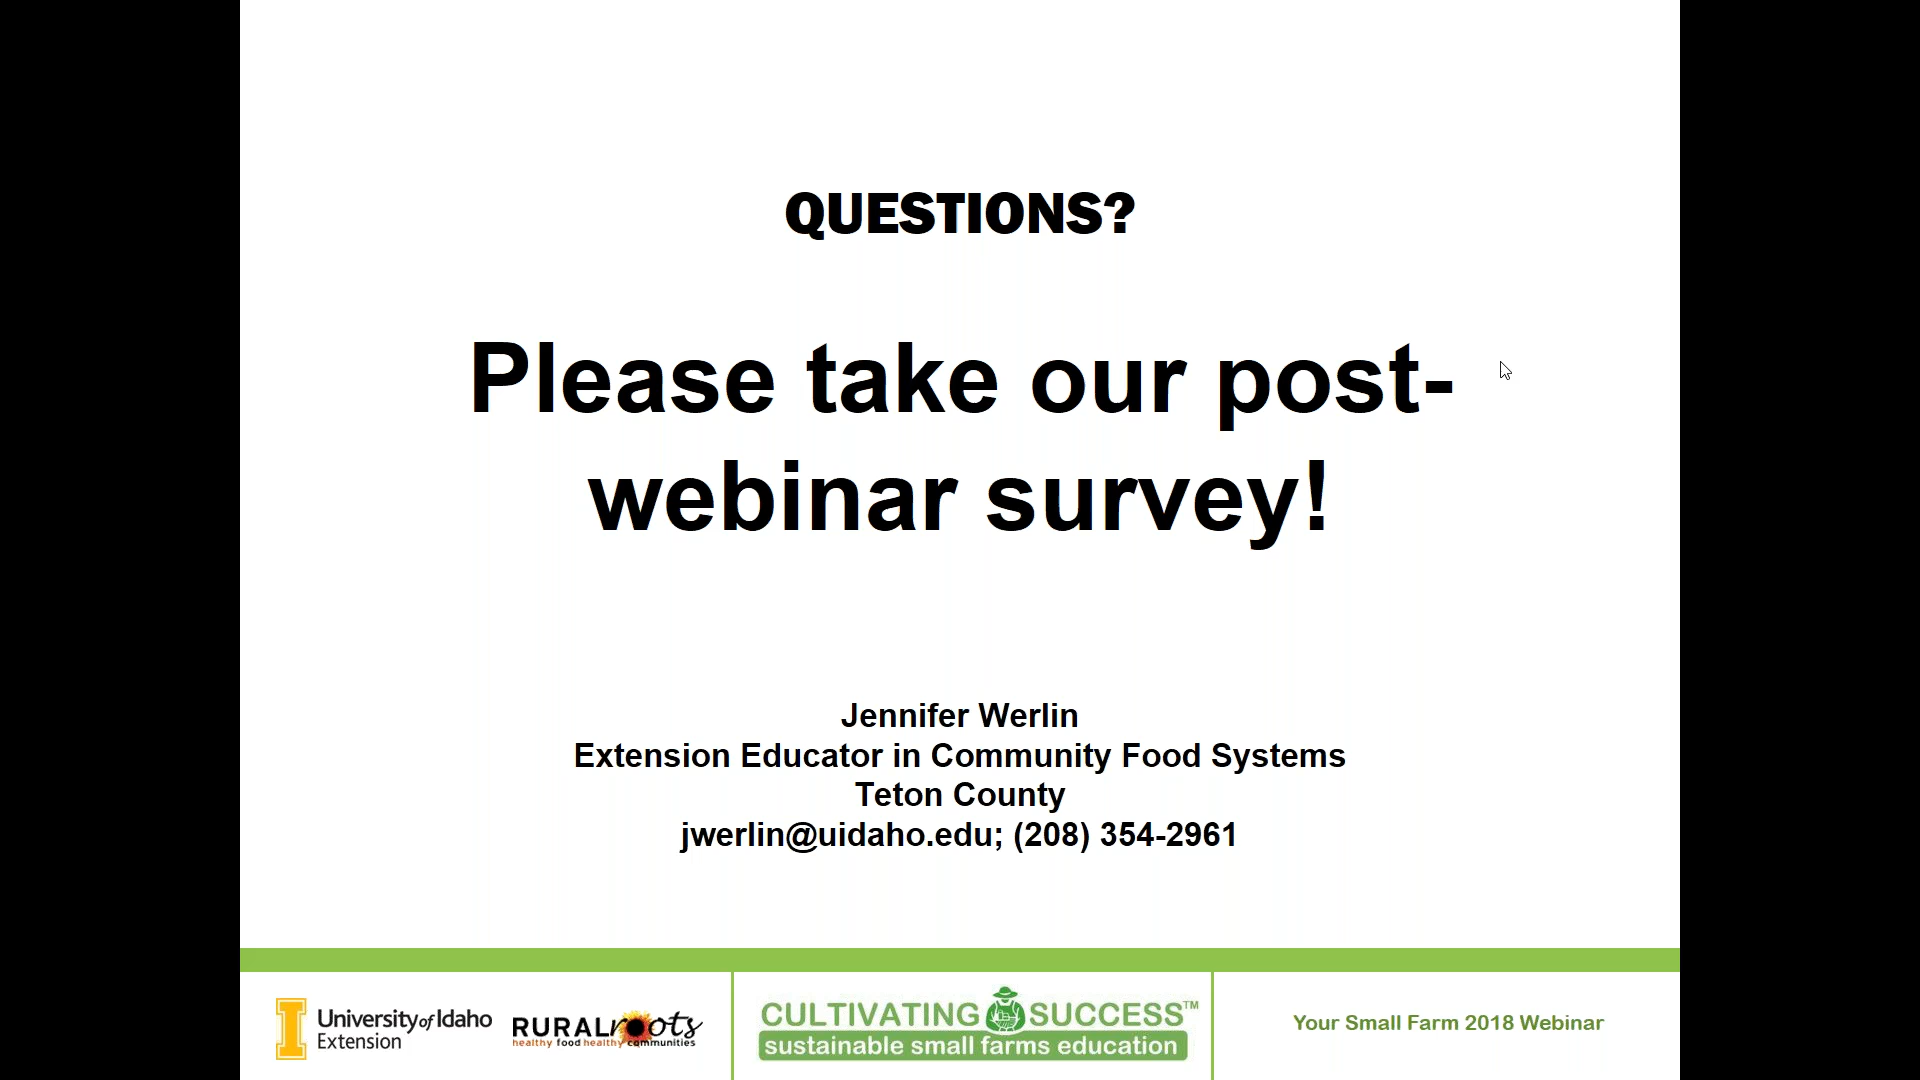 QUESTIONS?
Please take our post-
webinar survey!
Jennifer Werlin
Extension Educator in Community Food Systems
Teton County
jwerlin@uidaho.edu; (208) 354-2961
I
University of Idaho
Extension
RURAL roots
healthy food healthy communities
CULTIVATING SUCCESS™
sustainable small farms education
Your Small Farm 2018 Webinar